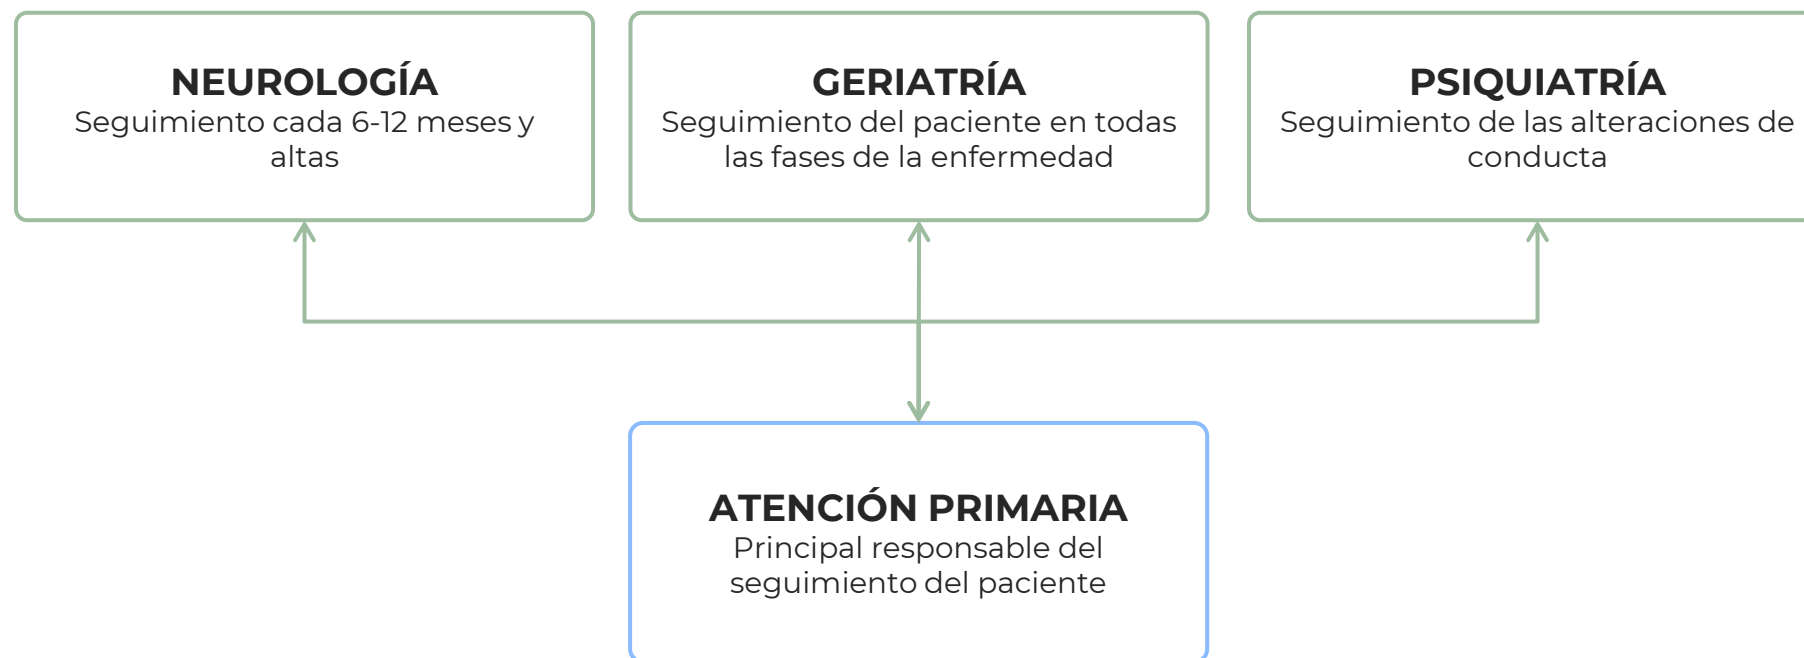 NEUROLOGÍA
Seguimiento cada 6-12 meses y
altas
GERIATRÍA
Seguimiento del paciente en todas
las fases de la enfermedad
PSIQUIATRÍA
Seguimiento de las alteraciones de
conducta
ATENCIÓN PRIMARIA
Principal responsable del
seguimiento del paciente